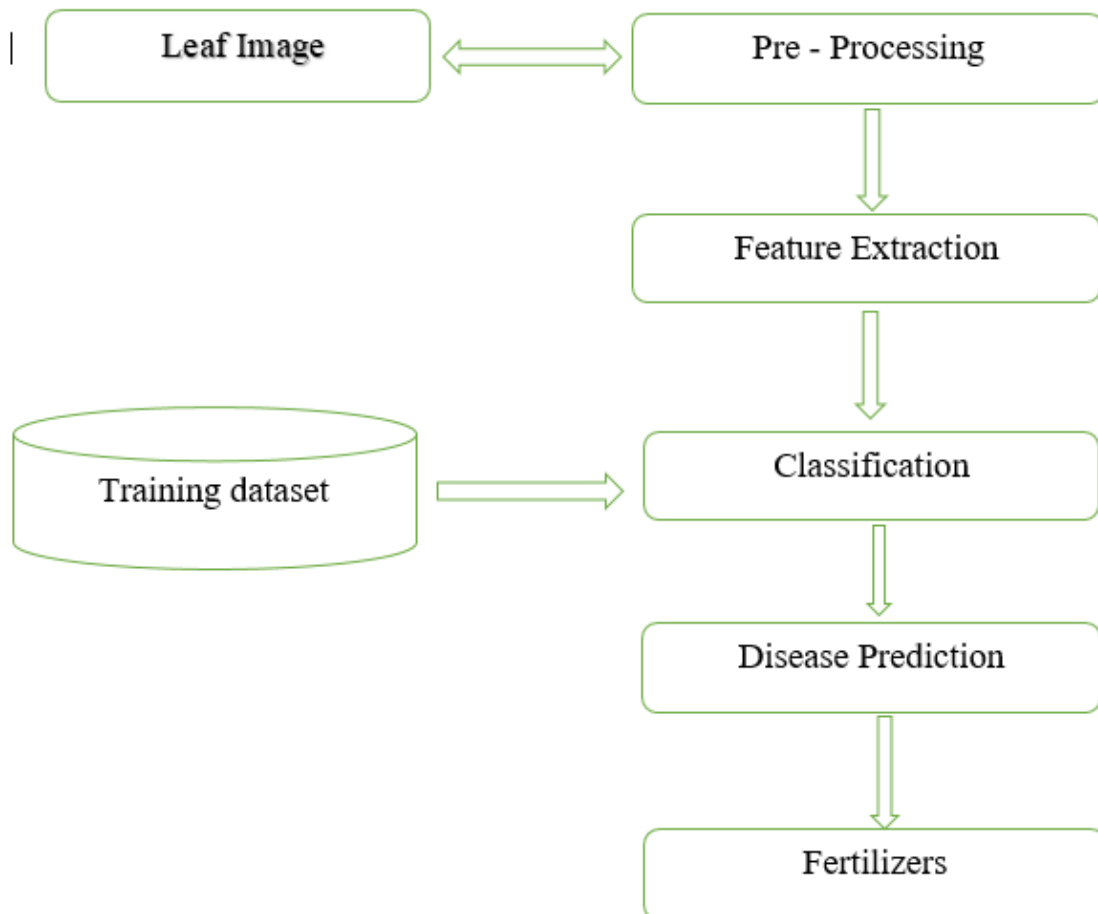 Leaf Image
Pre - Processing
Feature Extraction
Training dataset
Classification
Disease Prediction
Fertilizers